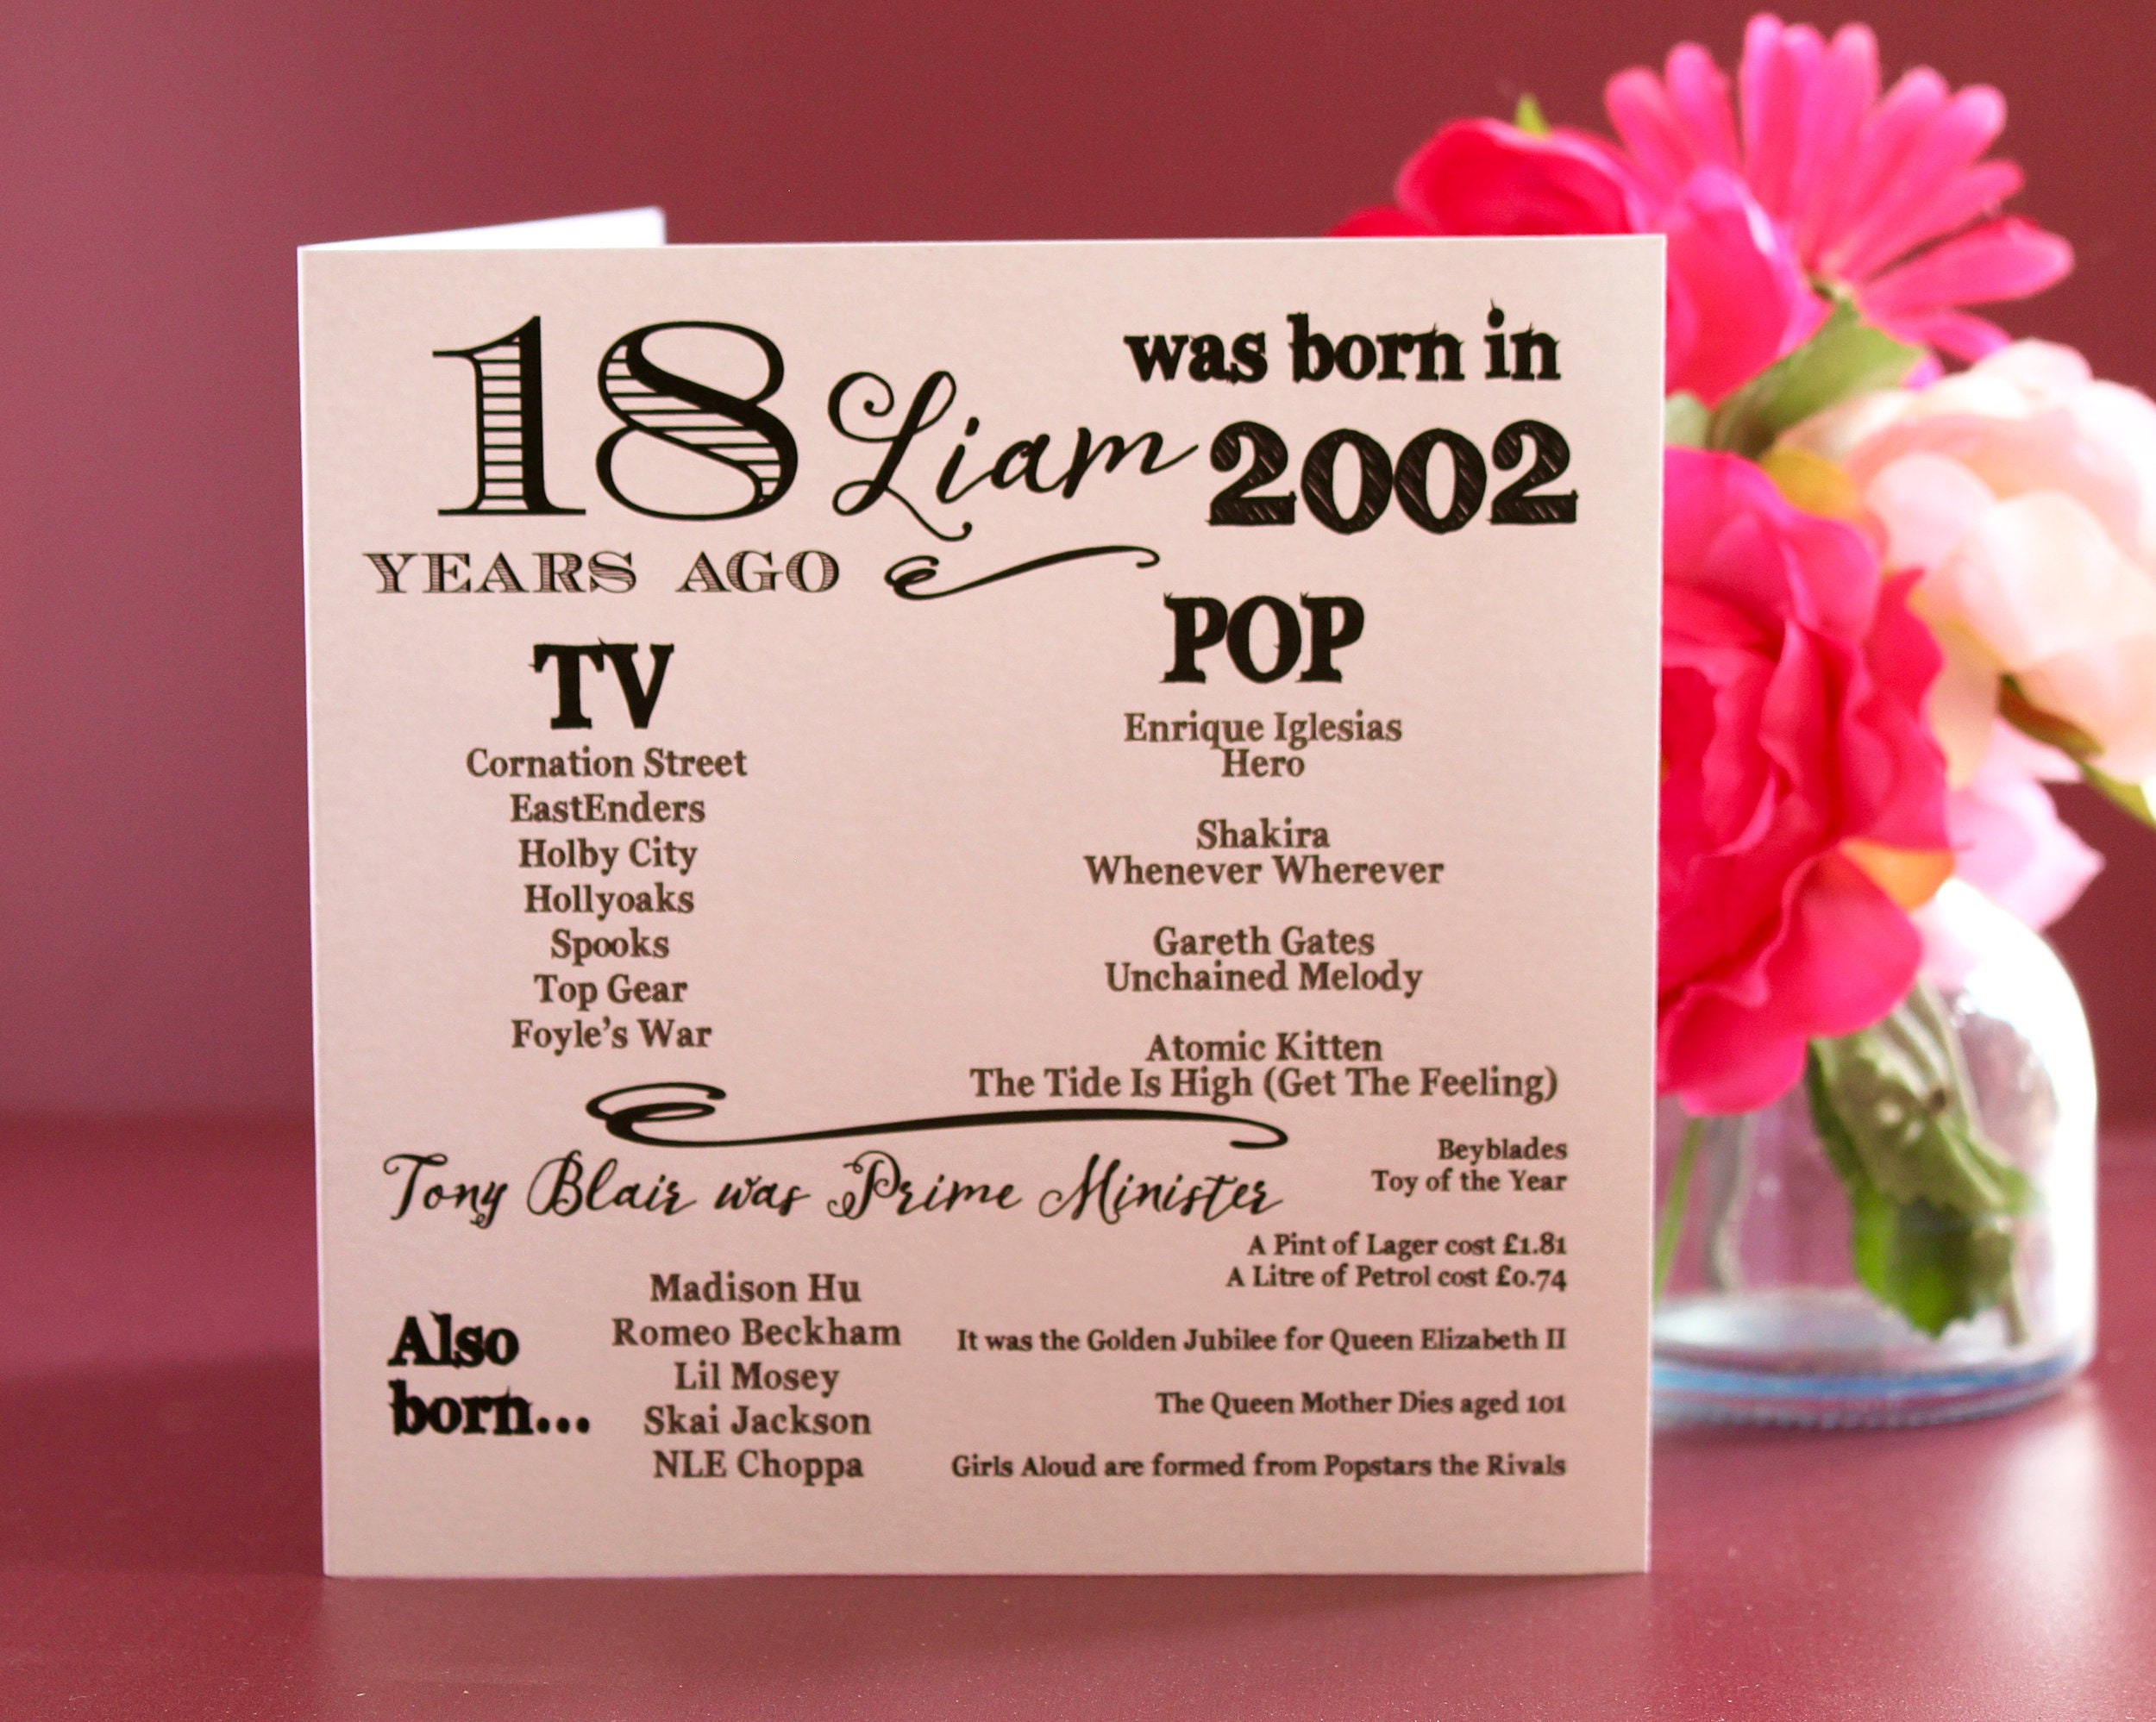 18
YEARS AGO
Liam
was born in
2002
TV
Cornation Street
EastEnders
Holby City
Hollyoaks
Spooks
Top Gear
Foyle's War
POP
Enrique Iglesias
Hero
Shakira
Whenever Wherever
Gareth Gates
Unchained Melody
Atomic Kitten
The Tide Is High (Get The Feeling)
Tony Blair was Prime Minister
Beyblades
Toy of the Year
A Pint of Lager cost £1.81
A Litre of Petrol cost £0.74
It was the Golden Jubilee for Queen Elizabeth II
The Queen Mother Dies aged 101
Girls Aloud are formed from Popstars the Rivals
Also
born...
Madison Hu
Romeo Beckham
Lil Mosey
Skai Jackson
NLE Choppa